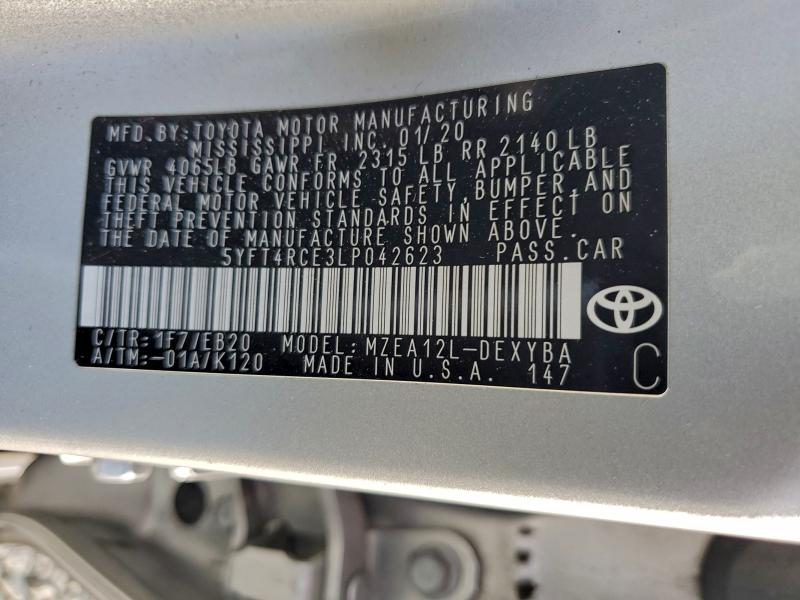 MFD. BY: TOYOTA MOTOR MANUFACTURING
MISSISSIPPI INC. 01/20
GVWR 4065LB GAWR FR 2315 LB RR 2140 LB
THIS VEHICLE CONFORMS TO ALL APPLICABLE
FEDERAL MOTOR VEHICLE SAFETY, BUMPER, AND
THEFT PREVENTION STANDARDS IN EFFECT ON
THE DATE OF MANUFACTURE SHOWN ABOVE.
5YFT4RCE3LP042623 PASS. CAR
C/TR: 1F7/EB20 MODEL: MZEA12L-DEXYBA
A/TM: -01A/K120 MADE IN U.S.A. 147 C